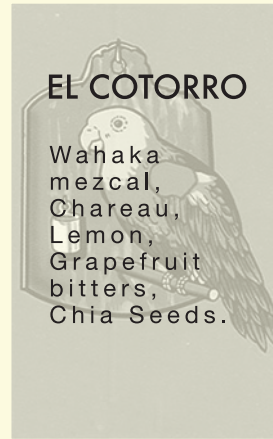 EL COTORRO
Wahaka
mezcal,
Chareau,
Lemon,
Grapefruit
bitters,
Chia Seeds.